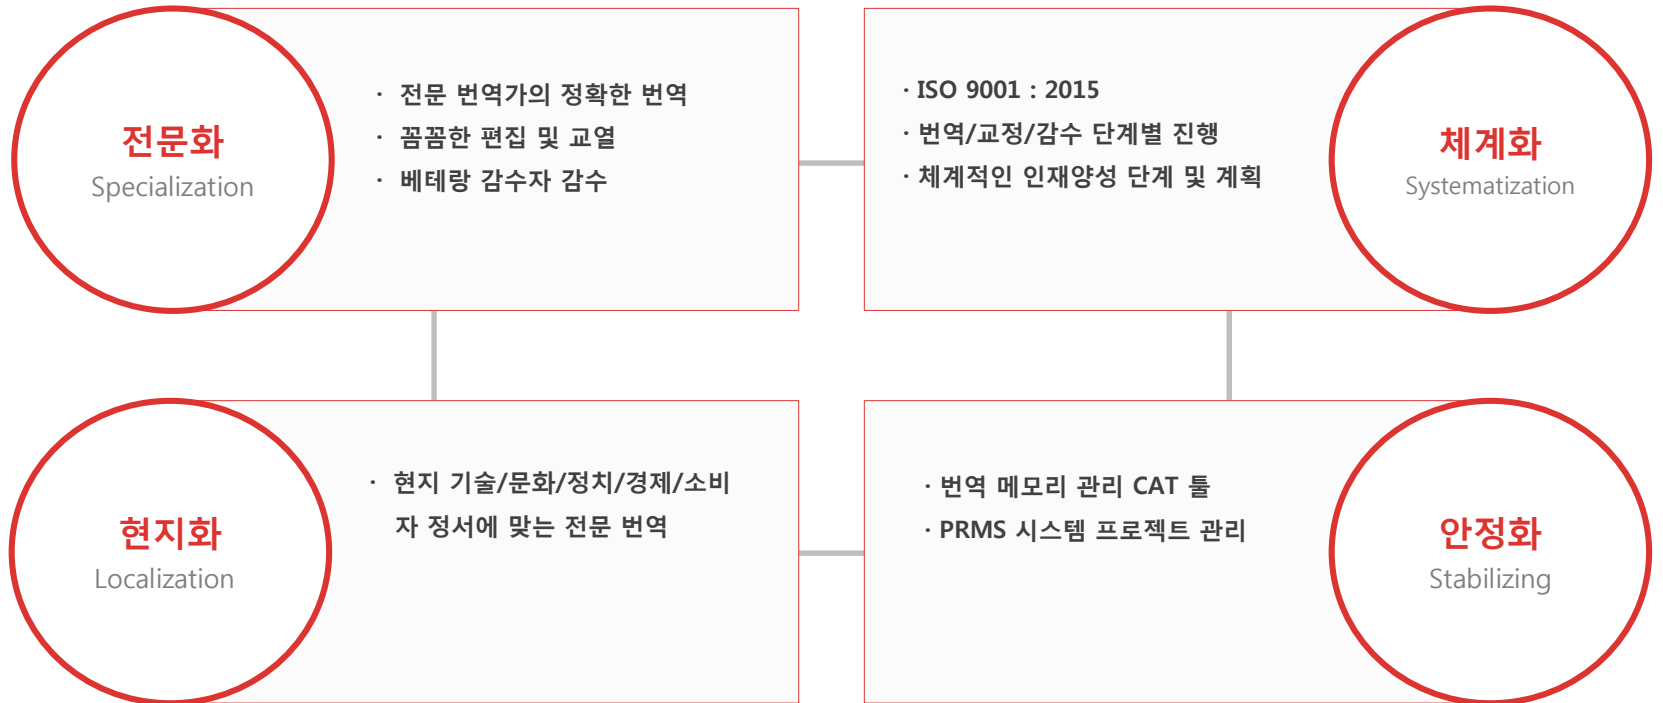 전문화
Specialization
· 전문 번역가의 정확한 번역
· 꼼꼼한 편집 및 교열
· 베테랑 감수자 감수
· ISO 9001 : 2015
· 번역/교정/감수 단계별 진행
· 체계적인 인재양성 단계 및 계획
체계화
Systematization
현지화
Localization
· 현지 기술/문화/정치/경제/소비
자 정서에 맞는 전문 번역
· 번역 메모리 관리 CAT 툴
· PRMS 시스템 프로젝트 관리
안정화
Stabilizing